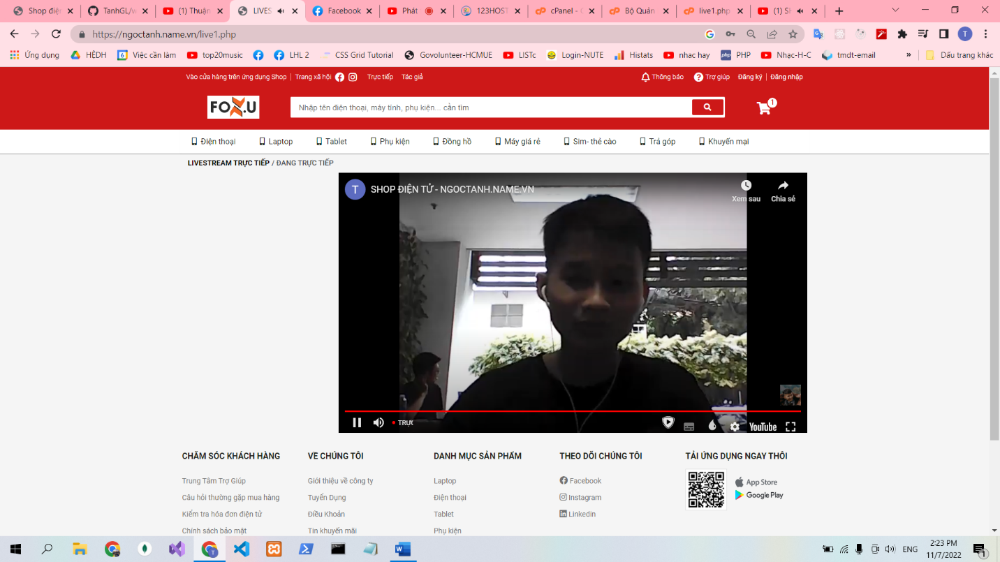 Shop điện
TanhGL/w
(1) Thuận
LIVES
Facebook
Phát
123HOST
cPanel - C
Bộ Quản
live1.php
(1) SH
https://ngoctanh.name.vn/live1.php
T
Ứng dụng
HỆDH
Việc cần làm
top20music
LHL 2
CSS Grid Tutorial
Govolunteer-HCMUE
LISTc
Login-NUTE
Histats
nhac hay
PHP
Nhạc-H-C
tmdt-email
»
Dấu trang khác
Vào cửa hàng trên ứng dụng Shop | Trang xã hội
Trực tiếp
Tác giả
Thông báo
Trợ giúp
Đăng ký | Đăng nhập
FOX.U
Nhập tên điện thoại, máy tính, phụ kiện... cần tìm
1
Điện thoại
Laptop
Tablet
Phụ kiện
Đồng hồ
Máy giá rẻ
Sim- thẻ cào
Trả góp
Khuyến mại
LIVESTREAM TRỰC TIẾP / ĐANG TRỰC TIẾP
T
SHOP ĐIỆN TỬ - NGOCTANH.NAME.VN
Xem sau
Chia sẻ
YouTube
CHĂM SÓC KHÁCH HÀNG
Trung Tâm Trợ Giúp
Câu hỏi thường gặp mua hàng
Kiểm tra hóa đơn điện tử
Chính sách bảo mật
VỀ CHÚNG TÔI
Giới thiệu về công ty
Tuyển Dụng
Điều Khoản
Tin khuyến mãi
DANH MỤC SẢN PHẨM
Laptop
Điện thoại
Tablet
Phụ kiện
THEO DÕI CHÚNG TÔI
Facebook
Instagram
Linkedin
TẢI ỨNG DỤNG NGAY THÔI
App Store
Google Play
ENG
2:23 PM
11/7/2022
1